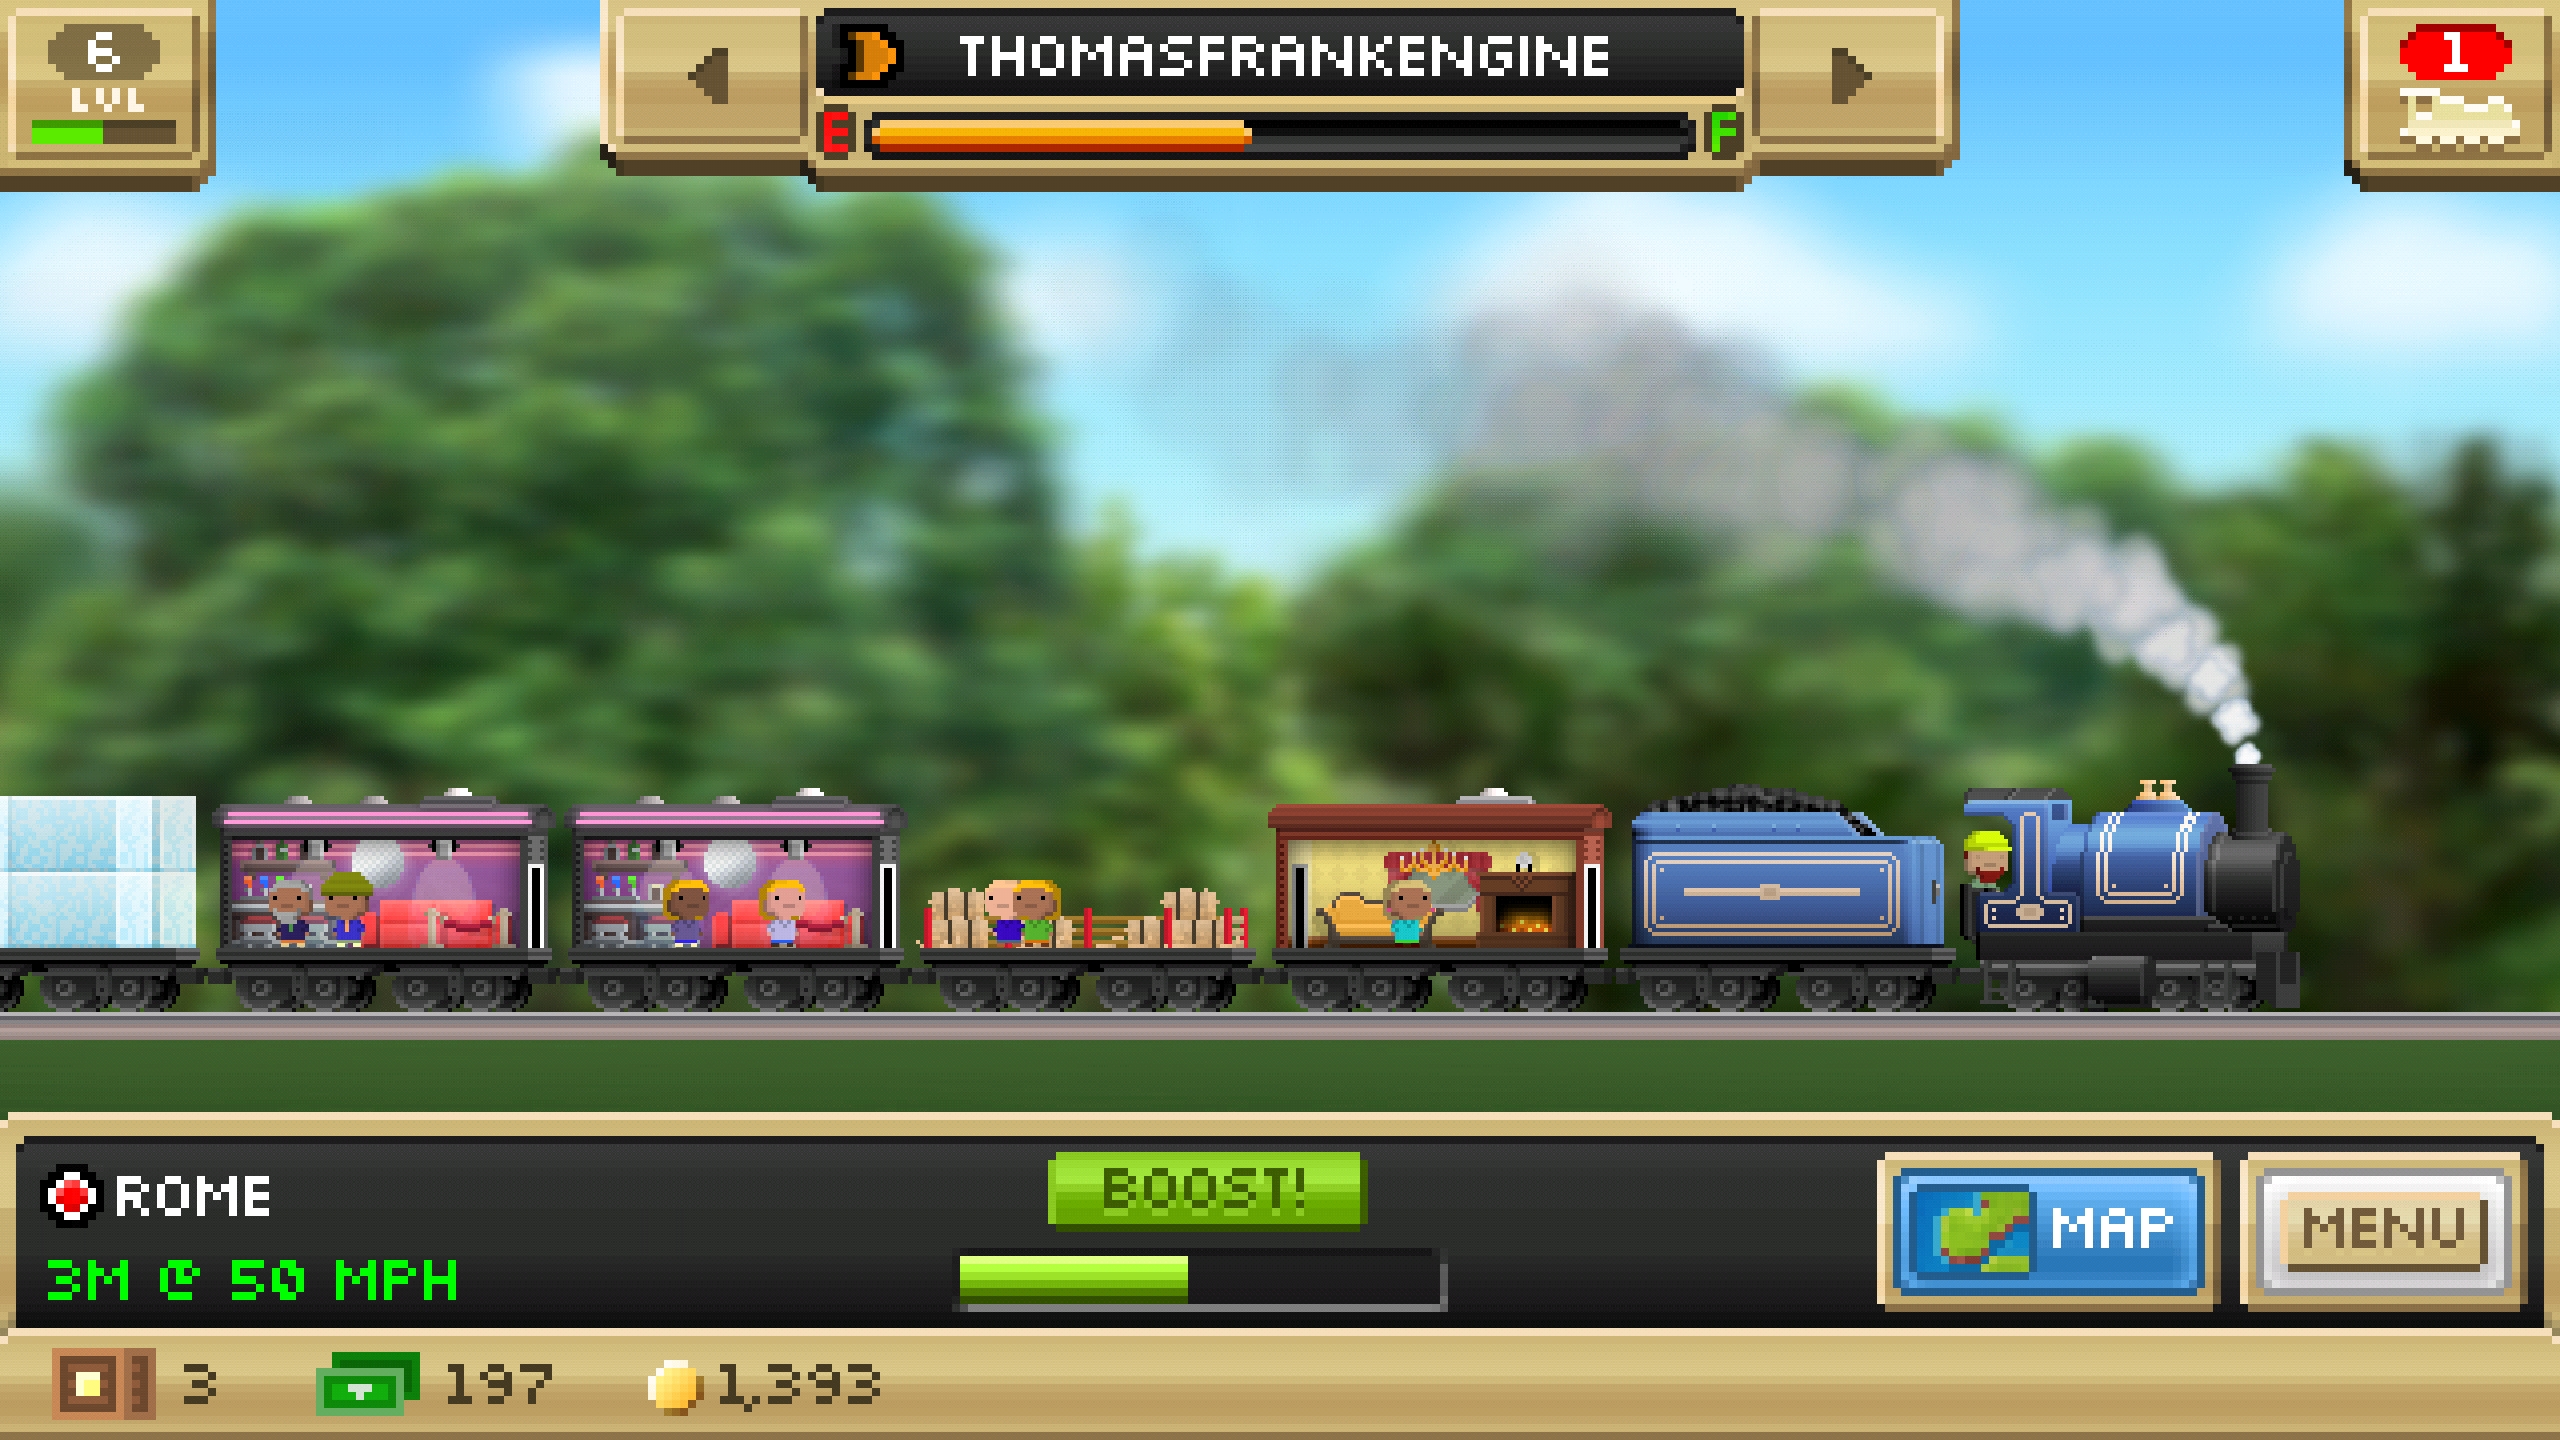 6
LVL
THOMASFRANKENGINE
E F
1
ROME
3M @ 50 MPH
BOOST!
MAP
MENU
3
197
1,393